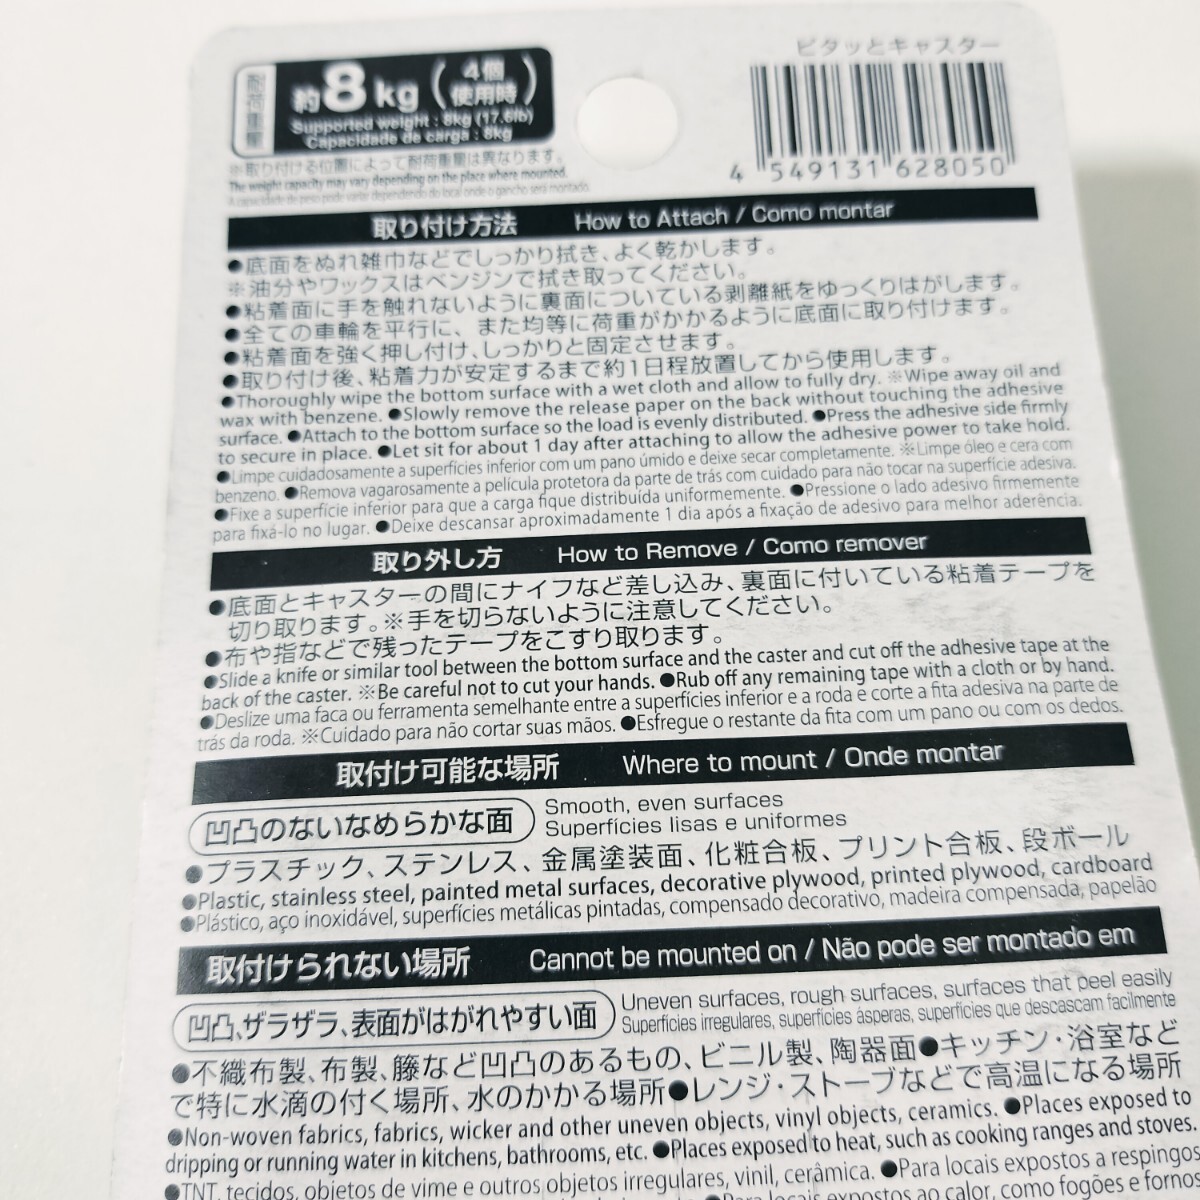 ピタッとキャスター
耐荷重量
約8kg(4個使用時)
Supported weight : 8kg (17.6lb)
Capacidade de carga : 8kg
※取り付ける位置によって耐荷重量は異なります。
The weight capacity may vary depending on the place where mounted.
A capacidade de peso pode variar dependendo do local onde o gancho será montado.
4 549131 628050
取り付け方法 How to Attach / Como montar
●底面をぬれ雑巾などでしっかり拭き、よく乾かします。
※油分やワックスはベンジンで拭き取ってください。
●粘着面に手を触れないように裏面についている剥離紙をゆっくりはがします。
●全ての車輪を平行に、また均等に荷重がかかるように底面に取り付けます。
●粘着面を強く押し付け、しっかりと固定させます。
●取り付け後、粘着力が安定するまで約1日程放置してから使用します。
●Thoroughly wipe the bottom surface with a wet cloth and allow to fully dry. ※Wipe away oil and
wax with benzene. ●Slowly remove the release paper on the back without touching the adhesive
surface. ●Attach to the bottom surface so the load is evenly distributed. ●Press the adhesive side firmly
to secure in place. ●Let sit for about 1 day after attaching to allow the adhesive power to take hold.
●Limpe cuidadosamente a superfícies inferior com um pano úmido e deixe secar completamente. ※Limpe óleo e cera com
benzeno. ●Remova vagarosamente a película protetora da parte de trás com cuidado para não tocar na superfície adesiva.
●Fixe a superfície inferior para que a carga fique distribuída uniformemente. ●Pressione o lado adesivo firmemente
para fixá-lo no lugar. ●Deixe descansar aproximadamente 1 dia após a fixação de adesivo para melhor aderência.
取り外し方 How to Remove / Como remover
●底面とキャスターの間にナイフなど差し込み、裏面に付いている粘着テープを
切り取ります。※手を切らないように注意してください。
●布や指などで残ったテープをこすり取ります。
●Slide a knife or similar tool between the bottom surface and the caster and cut off the adhesive tape at the
back of the caster. ※Be careful not to cut your hands. ●Rub off any remaining tape with a cloth or by hand.
●Deslize uma faca ou ferramenta semelhante entre a superfícies inferior e a roda e corte a fita adesiva na parte de
trás da roda. ※Cuidado para não cortar suas mãos. ●Esfregue o restante da fita com um pano ou com os dedos.
取付け可能な場所 Where to mount / Onde montar
凹凸のないなめらかな面
Smooth, even surfaces
Superfícies lisas e uniformes
●プラスチック、ステンレス、金属塗装面、化粧合板、プリント合板、段ボール
●Plastic, stainless steel, painted metal surfaces, decorative plywood, printed plywood, cardboard
●Plástico, aço inoxidável, superfícies metálicas pintadas, compensado decorativo, madeira compensada, papelão
取付けられない場所 Cannot be mounted on / Não pode ser montado em
凹凸、ザラザラ、表面がはがれやすい面
Uneven surfaces, rough surfaces, surfaces that peel easily
Superfícies irregulares, superfícies ásperas, superfícies que descascam facilmente
●不織布製、布製、籐など凹凸のあるもの、ビニル製、陶器面●キッチン・浴室など
で特に水滴の付く場所、水のかかる場所●レンジ・ストーブなどで高温になる場所
●Non-woven fabrics, fabrics, wicker and other uneven objects, vinyl objects, ceramics. ●Places exposed to
dripping or running water in kitchens, bathrooms, etc. ●Places exposed to heat, such as cooking ranges and stoves.
●TNT, tecidos, objetos de vime e outros objetos irregulares, vinil, cerâmica. ●Para locais expostos a respingos
●Para locais expostos ao calor, como fogões e